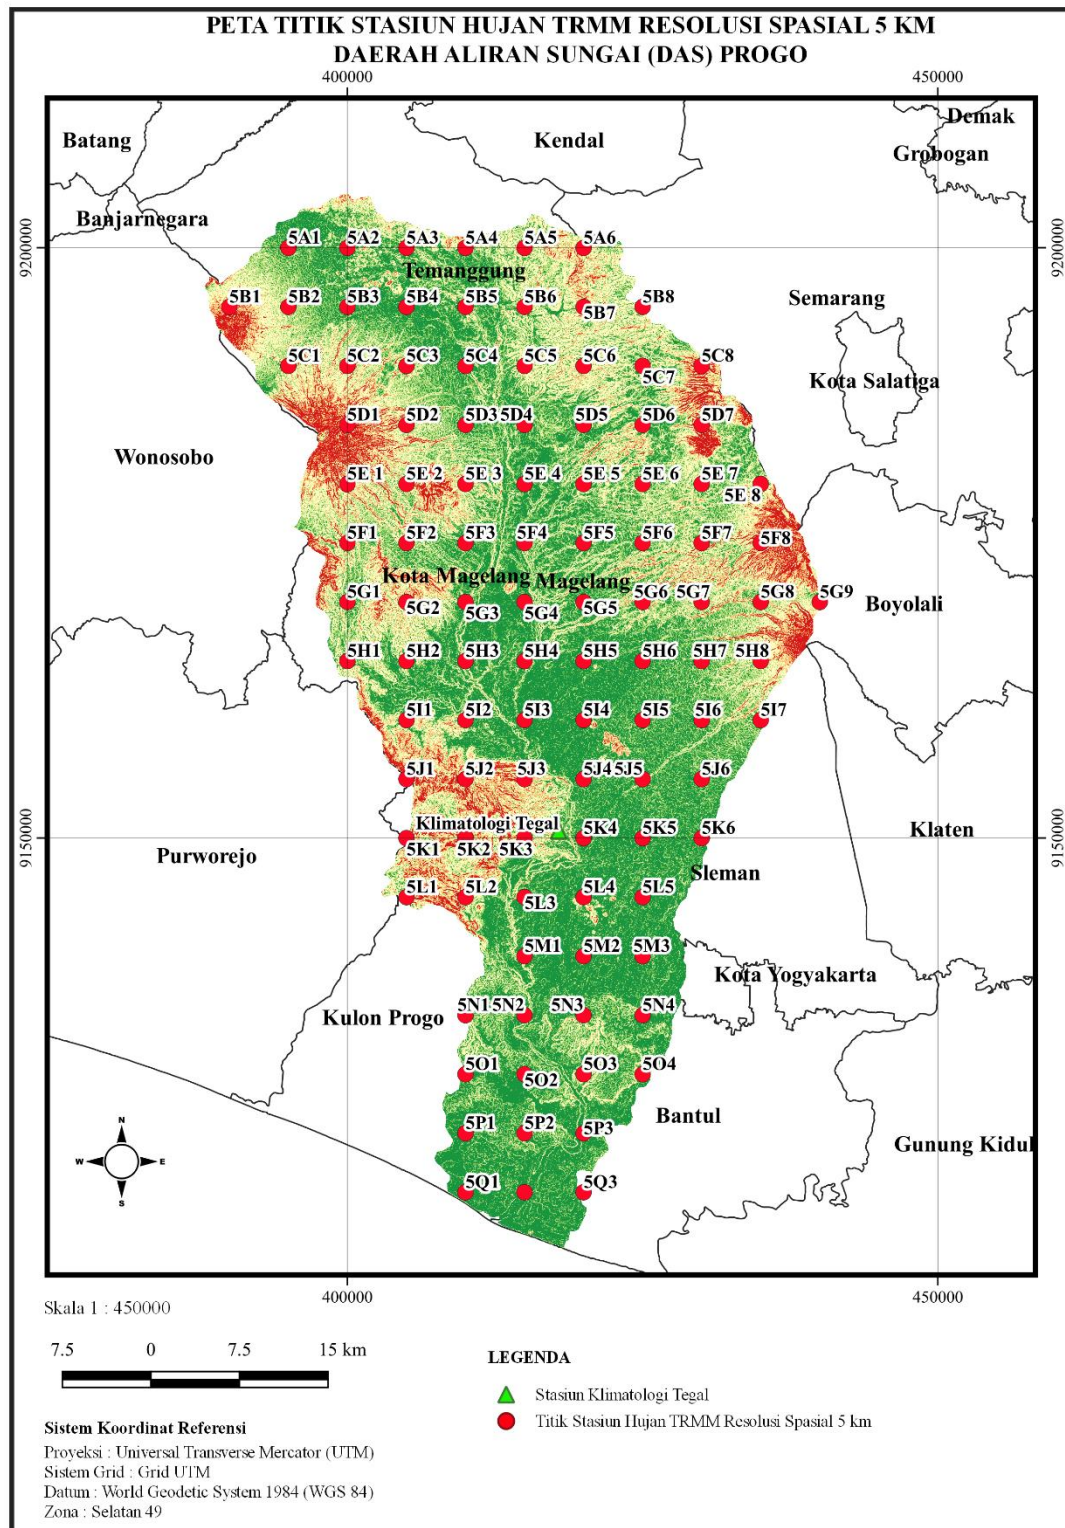 PETA TITIK STASIUN HUJAN TRMM RESOLUSI SPASIAL 5 KM
DAERAH ALIRAN SUNGAI (DAS) PROGO
400000
450000
Demak
Batang
Kendal
Grobogan
Banjarnegara
5A1 5A2 5A3 5A4 5A5 5A6
9200000
9200000
Temanggung
5B1 5B2 5B3 5B4 5B5 5B6 5B7 5B8
Semarang
5C1 5C2 5C3 5C4 5C5 5C6 5C7 5C8
Kota Salatiga
5D1 5D2 5D3 5D4 5D5 5D6 5D7
Wonosobo
5E 1 5E 2 5E 3 5E 4 5E 5 5E 6 5E 7 5E 8
5F1 5F2 5F3 5F4 5F5 5F6 5F7 5F8
Kota Magelang
Magelang
5G1 5G2 5G3 5G4 5G5 5G6 5G7 5G8 5G9
Boyolali
5H1 5H2 5H3 5H4 5H5 5H6 5H7 5H8
5I1 5I2 5I3 5I4 5I5 5I6 5I7
5J1 5J2 5J3 5J4 5J5 5J6
Klimatologi Tegal
9150000
9150000
5K1 5K2 5K3 5K4 5K5 5K6
Klaten
Purworejo
Sleman
5L1 5L2 5L3 5L4 5L5
5M1 5M2 5M3
Kota Yogyakarta
5N1 5N2 5N3 5N4
Kulon Progo
5O1 5O2 5O3 5O4
Bantul
5P1 5P2 5P3
Gunung Kidul
N
W
E
S
5Q1 5Q3
400000
450000
Skala 1 : 450000
7.5 0 7.5 15 km
LEGENDA
Stasiun Klimatologi Tegal
Titik Stasiun Hujan TRMM Resolusi Spasial 5 km
Sistem Koordinat Referensi
Proyeksi : Universal Transverse Mercator (UTM)
Sistem Grid : Grid UTM
Datum : World Geodetic System 1984 (WGS 84)
Zona : Selatan 49